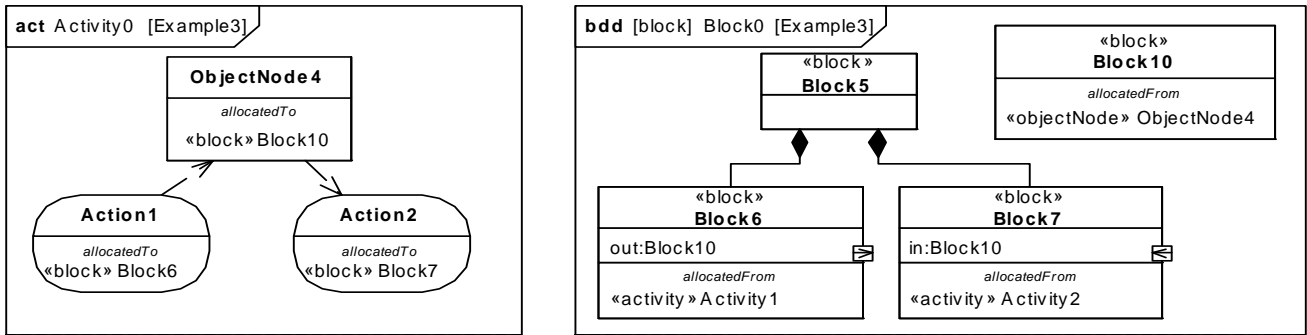 act Activity0 [Example3]
ObjectNode4
allocatedTo
«block» Block10
Action1
allocatedTo
«block» Block6
Action2
allocatedTo
«block» Block7
bdd [block] Block0 [Example3]
«block»
Block5
«block»
Block10
allocatedFrom
«objectNode» ObjectNode4
«block»
Block6
out:Block10
allocatedFrom
«activity» Activity1
«block»
Block7
in:Block10
allocatedFrom
«activity» Activity2